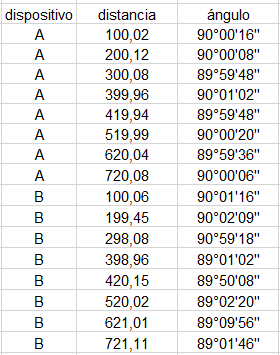 dispositivo distancia ángulo
A 100,02 90°00'16"
A 200,12 90°00'08"
A 300,08 89°59'48"
A 399,96 90°01'02"
A 419,94 89°59'48"
A 519,99 90°00'20"
A 620,04 89°59'36"
A 720,08 90°00'06"
B 100,06 90°01'16"
B 199,45 90°02'09"
B 298,08 90°59'18"
B 398,96 89°01'02"
B 420,15 89°50'08"
B 520,02 89°02'20"
B 621,01 89°09'56"
B 721,11 89°01'46"